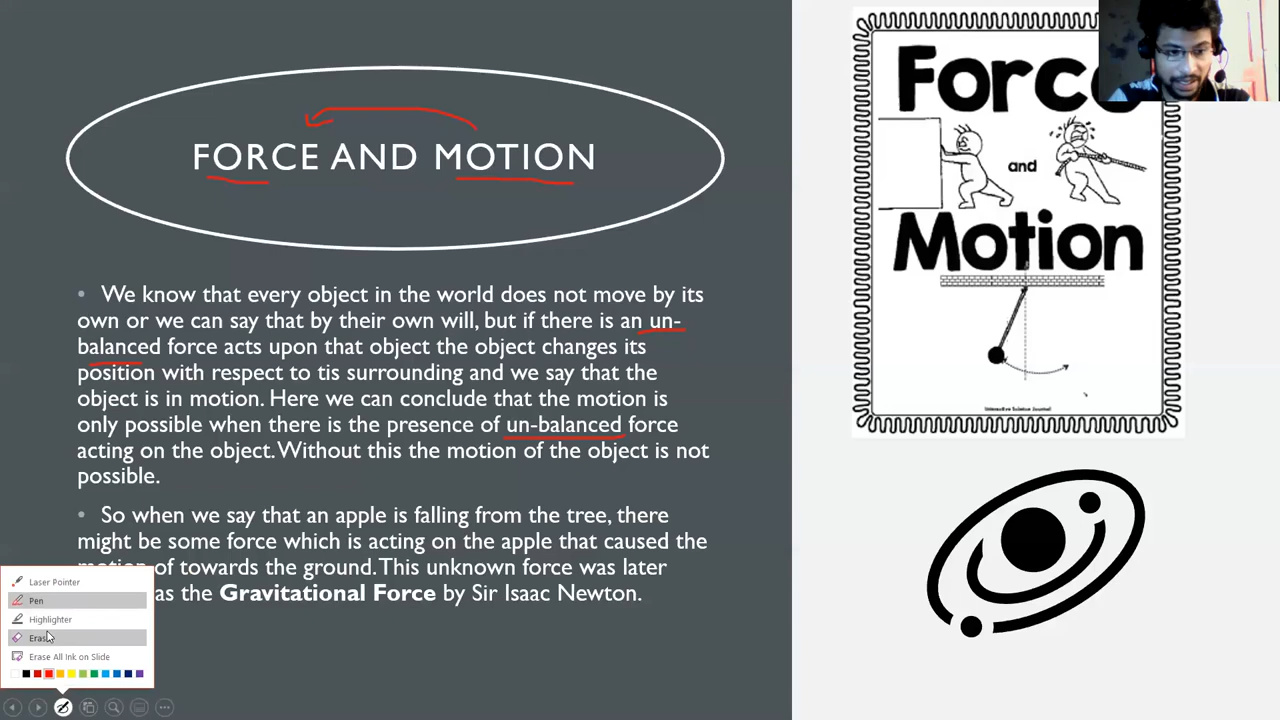 FORCE AND MOTION
• We know that every object in the world does not move by its
own or we can say that by their own will, but if there is an un-
balanced force acts upon that object the object changes its
position with respect to tis surrounding and we say that the
object is in motion. Here we can conclude that the motion is
only possible when there is the presence of un-balanced force
acting on the object. Without this the motion of the object is not
possible.
• So when we say that an apple is falling from the tree, there
might be some force which is acting on the apple that caused the
motion of towards the ground. This unknown force was later
as the Gravitational Force by Sir Isaac Newton.
Laser Pointer
Pen
Highlighter
Eraser
Erase All Ink on Slide
Force
and
Motion
Interactive Science Journal